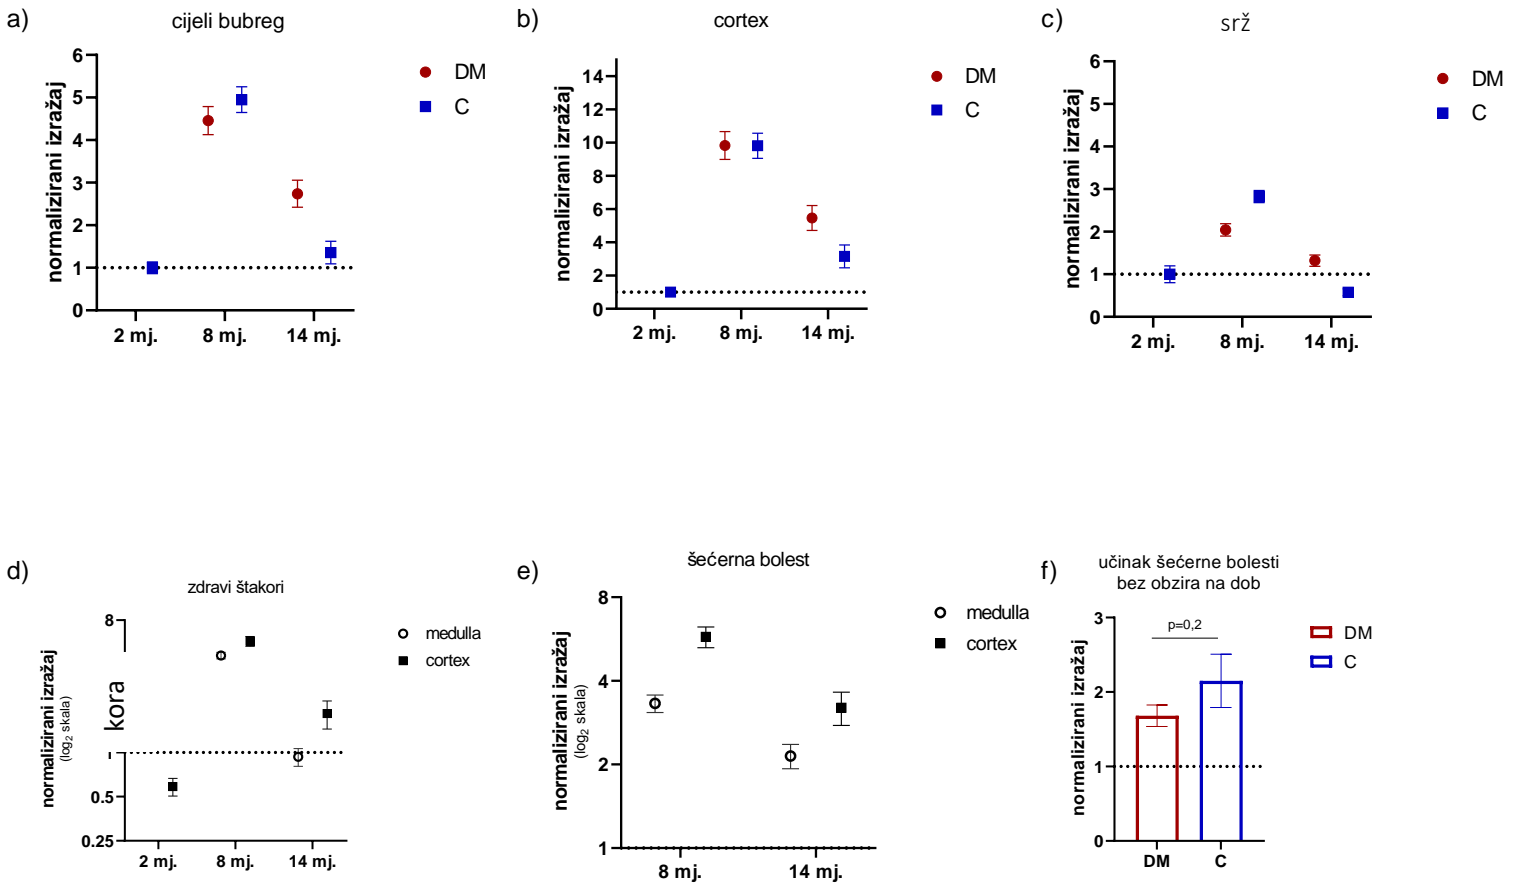 a)
cijeli bubreg
normalizirani izražaj
6
5
4
3
2
1
0
2 mj.
8 mj.
14 mj.
DM
C
b)
cortex
normalizirani izražaj
14
12
10
8
6
4
2
0
2 mj.
8 mj.
14 mj.
DM
C
c)
srž
normalizirani izražaj
6
5
4
3
2
1
0
2 mj.
8 mj.
14 mj.
DM
C
d)
zdravi štakori
normalizirani izražaj
(log2 skala)
kora
8
1
0.5
0.25
2 mj.
8 mj.
14 mj.
medulla
cortex
e)
šećerna bolest
normalizirani izražaj
(log2 skala)
8
4
2
1
8 mj.
14 mj.
medulla
cortex
f)
učinak šećerne bolesti
bez obzira na dob
normalizirani izražaj
3
2
1
0
p=0,2
DM
C
DM
C